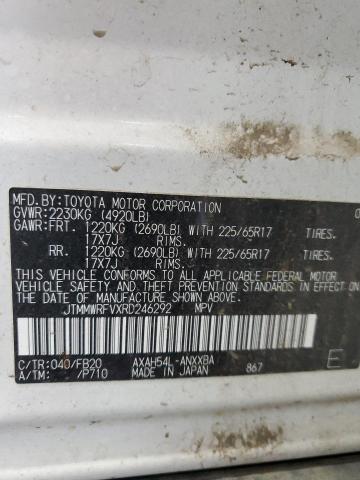 MFD.BY:TOYOTA MOTOR CORPORATION
GVWR:2230KG (4920LB)
GAWR:FRT. 1220KG (2690LB) WITH 225/65R17 TIRES.
17X7J RIMS.
RR. 1220KG (2690LB) WITH 225/65R17 TIRES.
17X7J RIMS.
THIS VEHICLE CONFORMS TO ALL APPLICABLE FEDERAL MOTOR
VEHICLE SAFETY AND THEFT PREVENTION STANDARDS IN EFFECT
ON THE DATE OF MANUFACTURE SHOWN ABOVE.
JTMMWRFVXRD246292 MPV
C/TR:040/FB20 AXAH54L-ANXXBA E
A/TM: /P710 MADE IN JAPAN 867